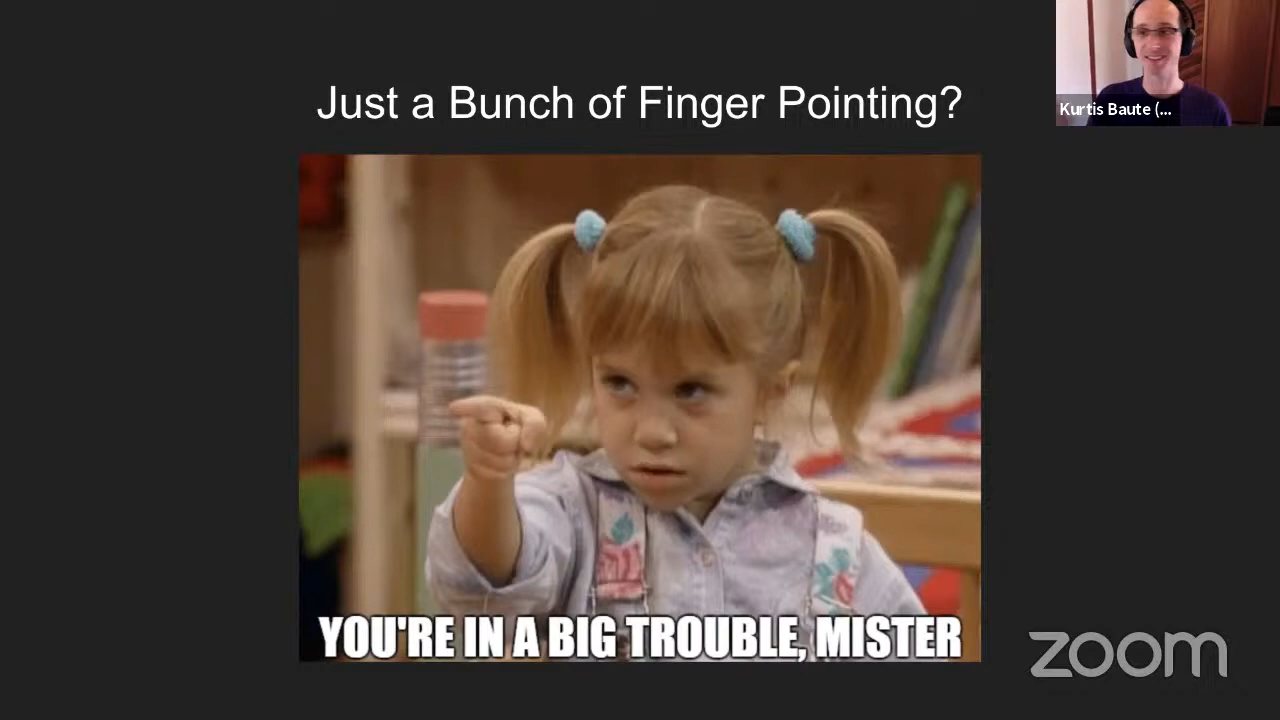 Just a Bunch of Finger Pointing?
Kurtis Baute (...
YOU'RE IN A BIG TROUBLE, MISTER
zoom